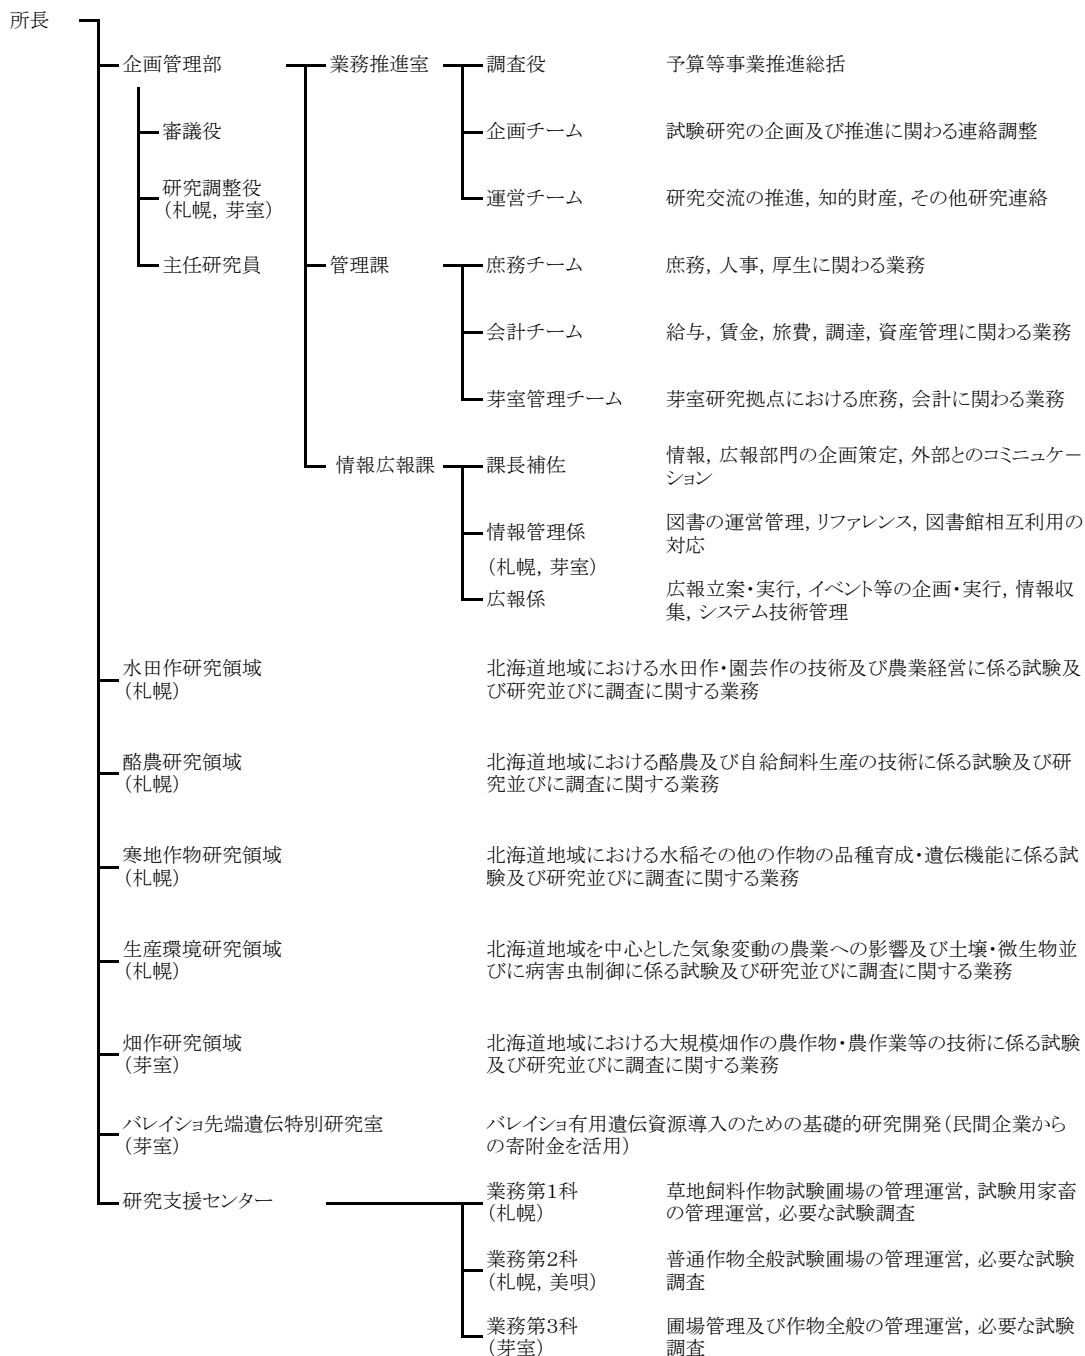 所長
企画管理部 業務推進室 調査役 予算等事業推進総括
審議役 企画チーム 試験研究の企画及び推進に関わる連絡調整
研究調整役
(札幌, 芽室)
運営チーム 研究交流の推進, 知的財産, その他研究連絡
主任研究員 管理課 庶務チーム 庶務, 人事, 厚生に関わる業務
会計チーム 給与, 賃金, 旅費, 調達, 資産管理に関わる業務
芽室管理チーム 芽室研究拠点における庶務, 会計に関わる業務
情報広報課 課長補佐
情報, 広報部門の企画策定, 外部とのコミニュケー
ション
情報管理係
(札幌, 芽室)
図書の運営管理, リファレンス, 図書館相互利用の
対応
広報係
広報立案・実行, イベント等の企画・実行, 情報収
集, システム技術管理
水田作研究領域
(札幌)
北海道地域における水田作・園芸作の技術及び農業経営に係る試験及
び研究並びに調査に関する業務
酪農研究領域
(札幌)
北海道地域における酪農及び自給飼料生産の技術に係る試験及び研
究並びに調査に関する業務
寒地作物研究領域
(札幌)
北海道地域における水稲その他の作物の品種育成・遺伝機能に係る試
験及び研究並びに調査に関する業務
生産環境研究領域
(札幌)
北海道地域を中心とした気象変動の農業への影響及び土壌・微生物並
びに病害虫制御に係る試験及び研究並びに調査に関する業務
畑作研究領域
(芽室)
北海道地域における大規模畑作の農作物・農作業等の技術に係る試験
及び研究並びに調査に関する業務
バレイショ先端遺伝特別研究室
(芽室)
バレイショ有用遺伝資源導入のための基礎的研究開発(民間企業から
の寄附金を活用)
研究支援センター
業務第1科
(札幌)
草地飼料作物試験圃場の管理運営, 試験用家畜
の管理運営, 必要な試験調査
業務第2科
(札幌, 美唄)
普通作物全般試験圃場の管理運営, 必要な試験
調査
業務第3科
(芽室)
圃場管理及び作物全般の管理運営, 必要な試験
調査